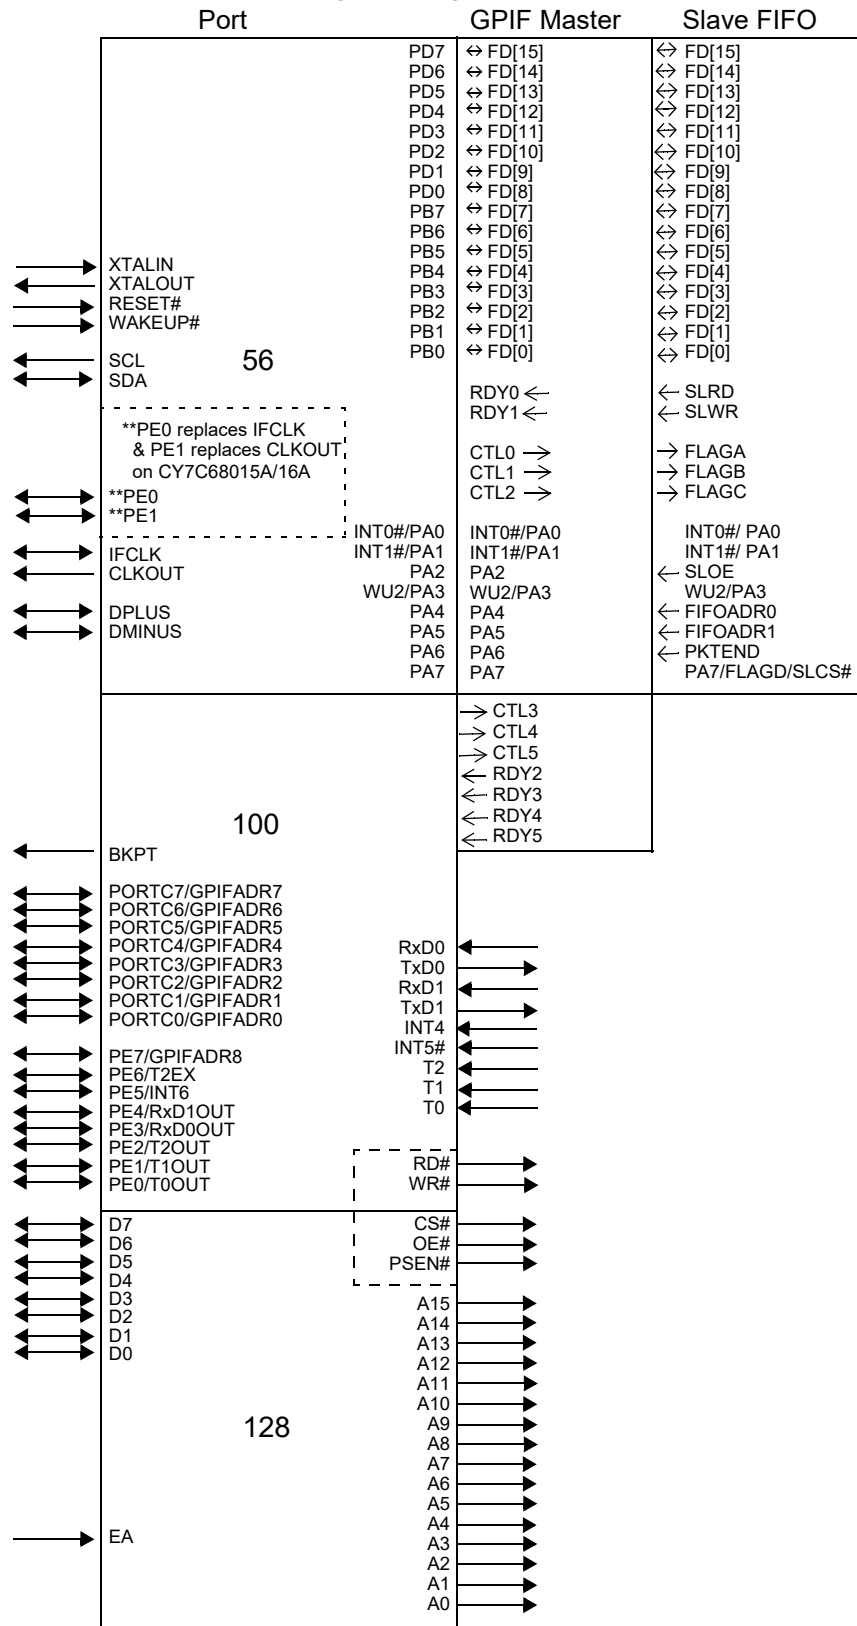 Port GPIF Master Slave FIFO
PD7 FD[15] FD[15]
PD6 FD[14] FD[14]
PD5 FD[13] FD[13]
PD4 FD[12] FD[12]
PD3 FD[11] FD[11]
PD2 FD[10] FD[10]
PD1 FD[9] FD[9]
PD0 FD[8] FD[8]
PB7 FD[7] FD[7]
PB6 FD[6] FD[6]
PB5 FD[5] FD[5]
XTALIN PB4 FD[4] FD[4]
XTALOUT PB3 FD[3] FD[3]
RESET# PB2 FD[2] FD[2]
WAKEUP# PB1 FD[1] FD[1]
SCL 56 PB0 FD[0] FD[0]
SDA RDY0 SLRD
RDY1 SLWR
**PE0 replaces IFCLK
& PE1 replaces CLKOUT CTL0 FLAGA
on CY7C68015A/16A CTL1 FLAGB
**PE0 CTL2 FLAGC
**PE1
INT0#/PA0 INT0#/PA0 INT0#/ PA0
IFCLK INT1#/PA1 INT1#/PA1 INT1#/ PA1
CLKOUT PA2 PA2 SLOE
WU2/PA3 WU2/PA3 WU2/PA3
DPLUS PA4 PA4 FIFOADR0
DMINUS PA5 PA5 FIFOADR1
PA6 PA6 PKTEND
PA7 PA7 PA7/FLAGD/SLCS#
CTL3
CTL4
CTL5
RDY2
RDY3
100 RDY4
RDY5
BKPT
PORTC7/GPIFADR7
PORTC6/GPIFADR6
PORTC5/GPIFADR5
PORTC4/GPIFADR4 RxD0
PORTC3/GPIFADR3 TxD0
PORTC2/GPIFADR2 RxD1
PORTC1/GPIFADR1 TxD1
PORTC0/GPIFADR0 INT4
PE7/GPIFADR8 INT5#
PE6/T2EX T2
PE5/INT6 T1
PE4/RxD1OUT T0
PE3/RxD0OUT
PE2/T2OUT
PE1/T1OUT RD#
PE0/T0OUT WR#
D7 CS#
D6 OE#
D5 PSEN#
D4
D3 A15
D2 A14
D1 A13
D0 A12
A11
A10
128 A9
A8
A7
A6
A5
A4
EA A3
A2
A1
A0